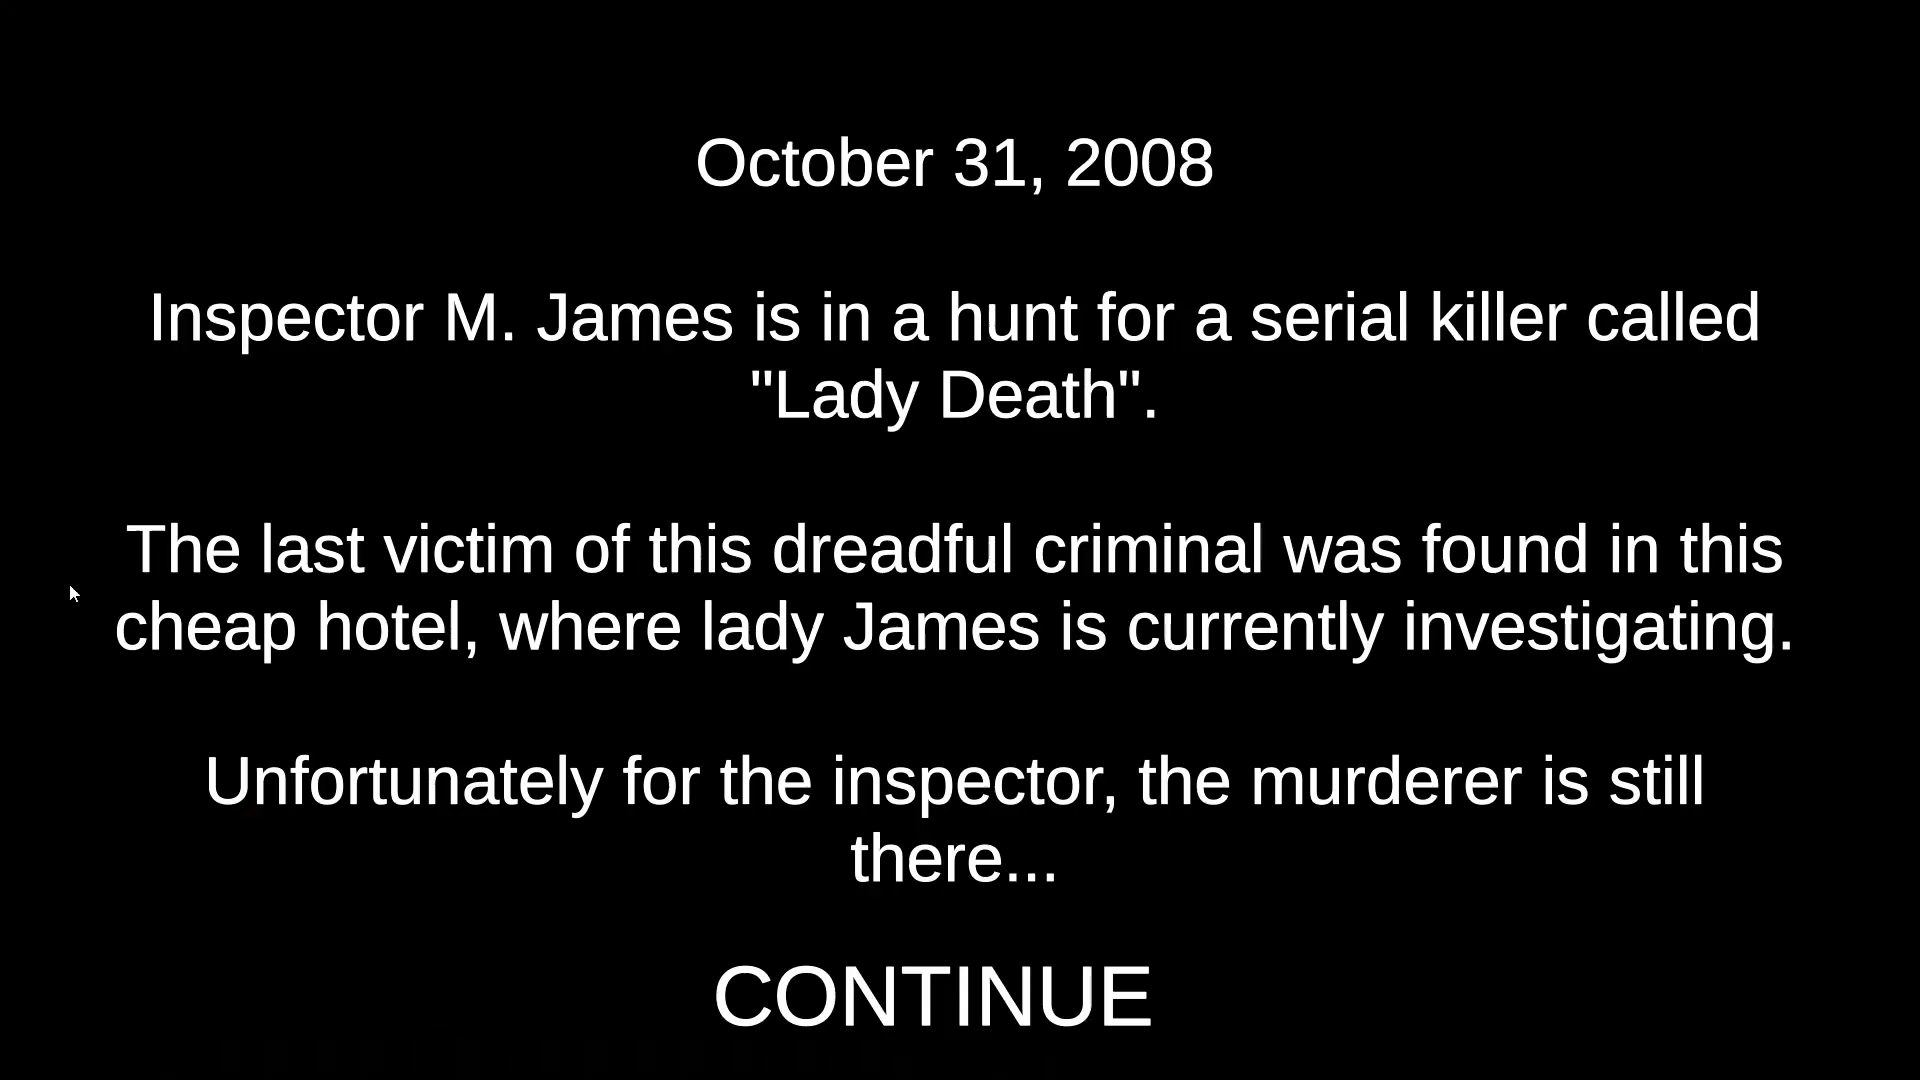 October 31, 2008
Inspector M. James is in a hunt for a serial killer called
"Lady Death".
The last victim of this dreadful criminal was found in this
cheap hotel, where lady James is currently investigating.
Unfortunately for the inspector, the murderer is still
there...
CONTINUE